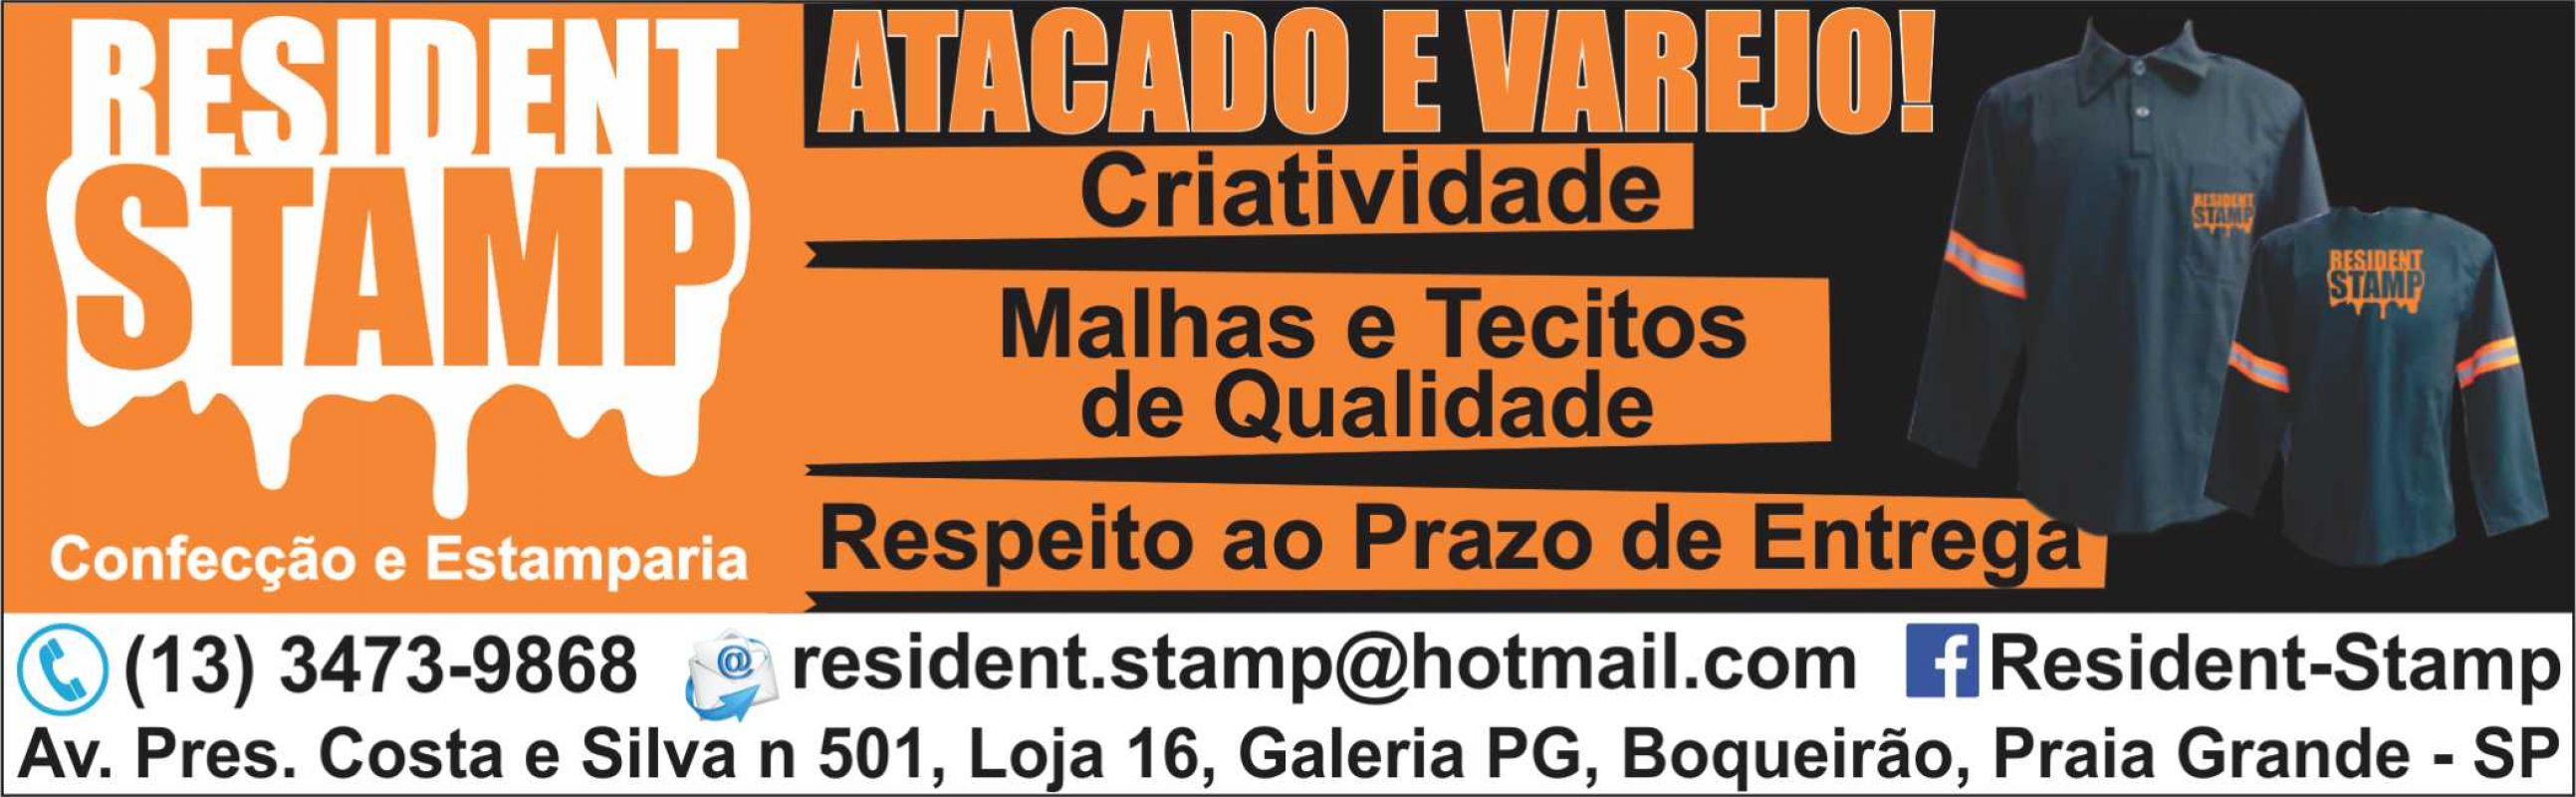 RESIDENT
STAMP
Confecção e Estamparia
ATACADO E VAREJO!
Criatividade
Malhas e Tecitos
de Qualidade
Respeito ao Prazo de Entrega
RESIDENT
STAMP
RESIDENT
STAMP
(13) 3473-9868
resident.stamp@hotmail.com
Resident-Stamp
Av. Pres. Costa e Silva n 501, Loja 16, Galeria PG, Boqueirão, Praia Grande - SP